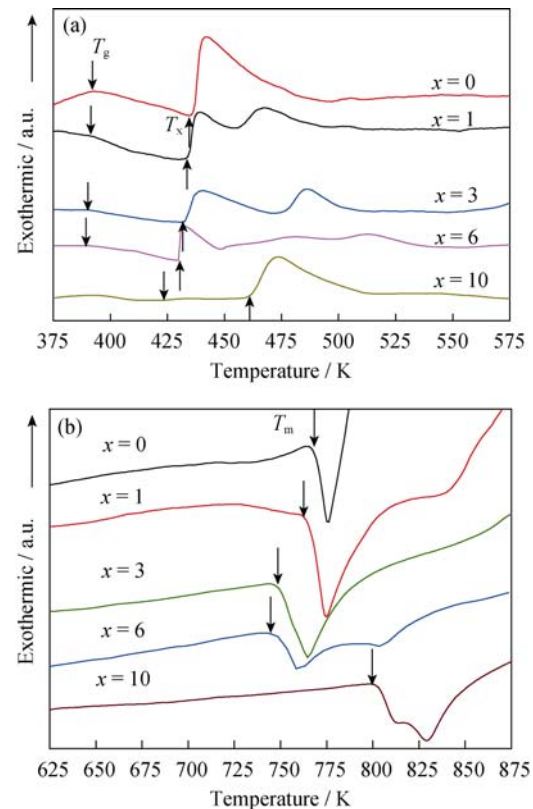 (a)
Tg
x = 0
Tx
x = 1
x = 3
x = 6
x = 10
Exothermic / a.u.
375 400 425 450 475 500 525 550 575
Temperature / K
(b)
Tm
x = 0
x = 1
x = 3
x = 6
x = 10
Exothermic / a.u.
625 650 675 700 725 750 775 800 825 850 875
Temperature / K